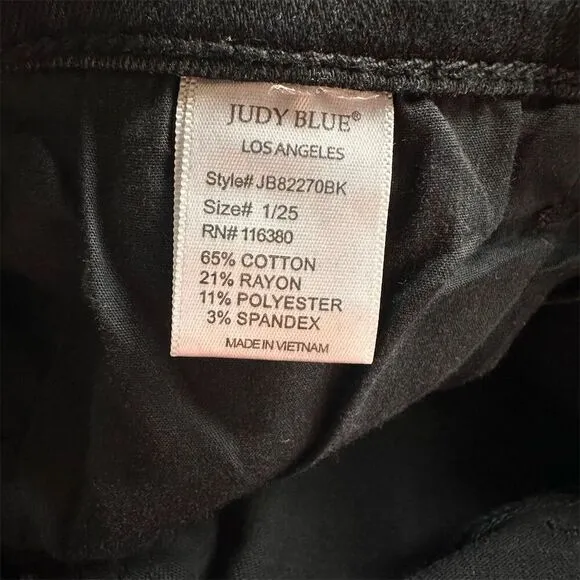 JUDY BLUE®
LOS ANGELES
Style# JB82270BK
Size# 1/25
RN# 116380
65% COTTON
21% RAYON
11% POLYESTER
3% SPANDEX
MADE IN VIETNAM